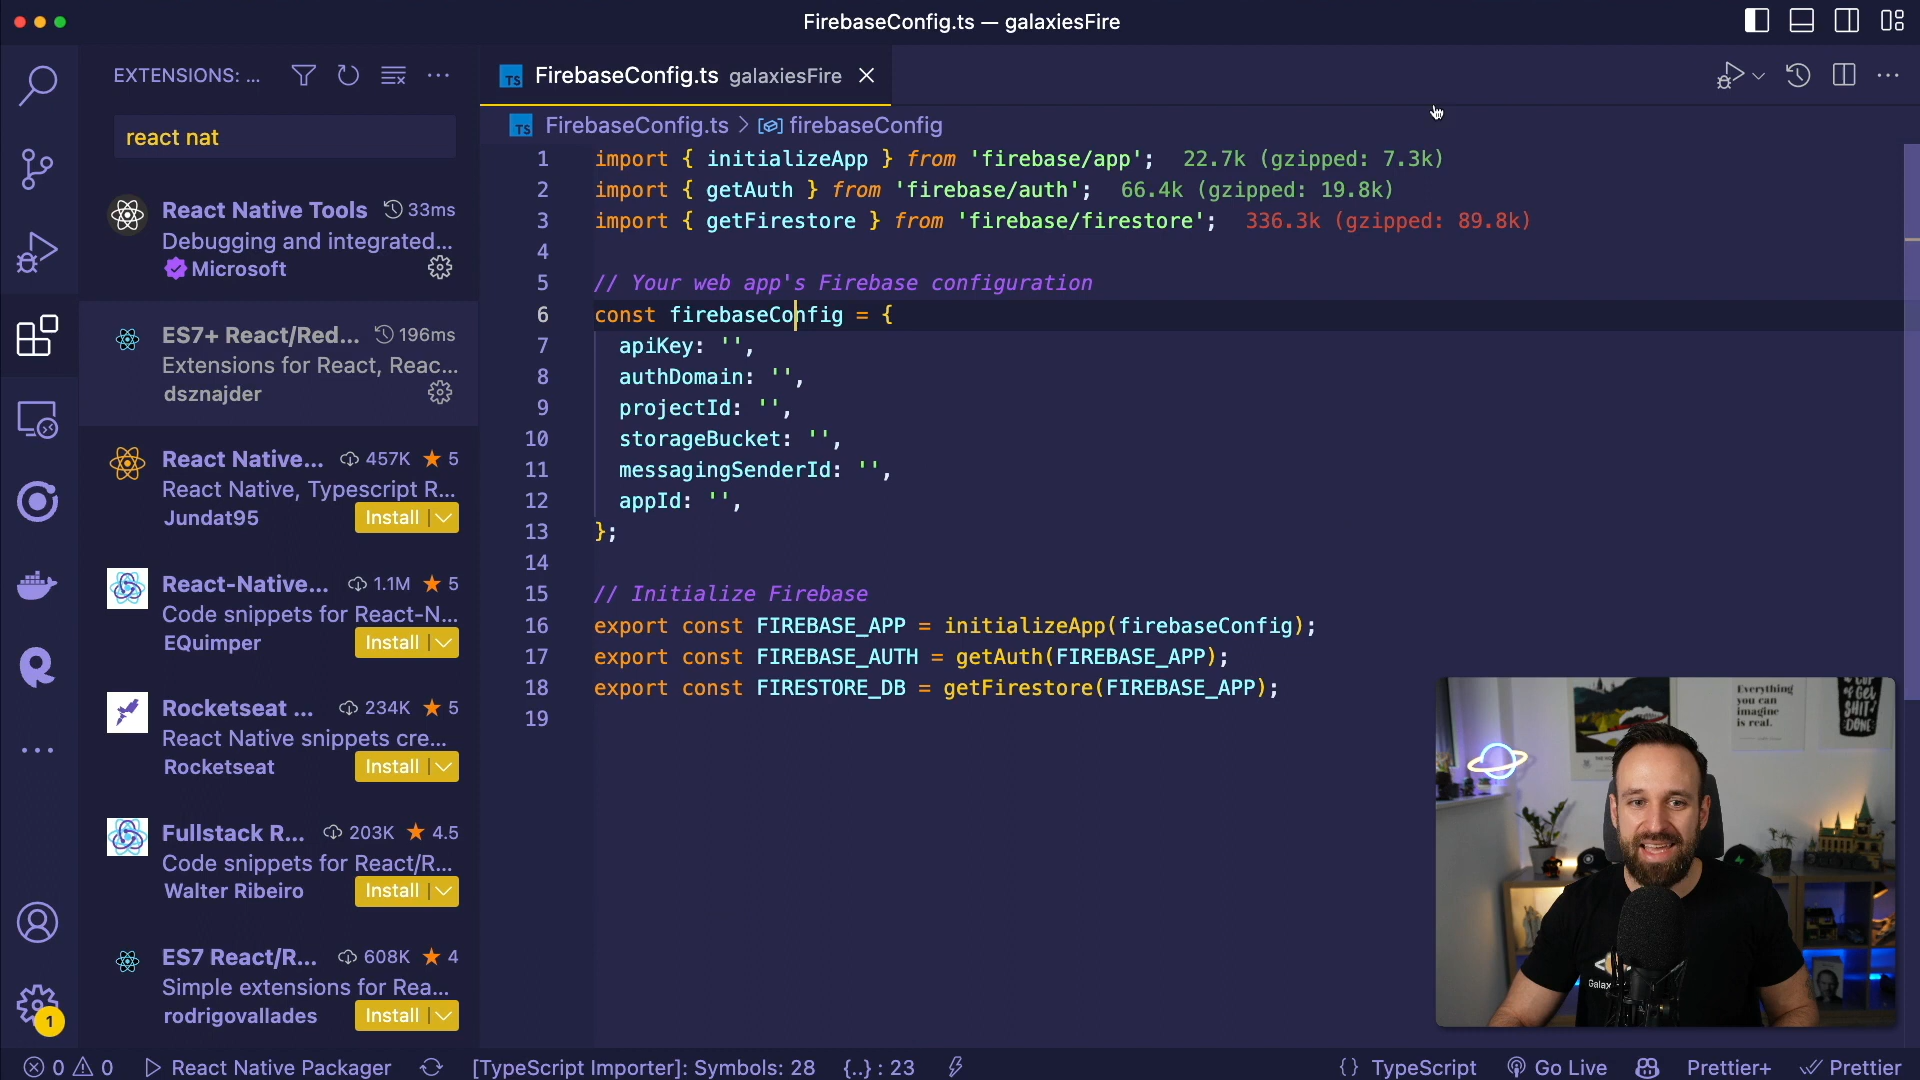 FirebaseConfig.ts — galaxiesFire
EXTENSIONS: ...
react nat
React Native Tools 33ms
Debugging and integrated...
Microsoft
ES7+ React/Red... 196ms
Extensions for React, Reac...
dsznajder
React Native... 457K 5
React Native, Typescript R...
Jundat95 Install
React-Native... 1.1M 5
Code snippets for React-N...
EQuimper Install
Rocketseat ... 234K 5
React Native snippets cre...
Rocketseat Install
Fullstack R... 203K 4.5
Code snippets for React/R...
Walter Ribeiro Install
ES7 React/R... 608K 4
Simple extensions for Rea...
rodrigovallades Install
1
TS FirebaseConfig.ts galaxiesFire
TS FirebaseConfig.ts > firebaseConfig
1 import { initializeApp } from 'firebase/app'; 22.7k (gzipped: 7.3k)
2 import { getAuth } from 'firebase/auth'; 66.4k (gzipped: 19.8k)
3 import { getFirestore } from 'firebase/firestore'; 336.3k (gzipped: 89.8k)
4
5 // Your web app's Firebase configuration
6 const firebaseConfig = {
7 apiKey: '',
8 authDomain: '',
9 projectId: '',
10 storageBucket: '',
11 messagingSenderId: '',
12 appId: '',
13 };
14
15 // Initialize Firebase
16 export const FIREBASE_APP = initializeApp(firebaseConfig);
17 export const FIREBASE_AUTH = getAuth(FIREBASE_APP);
18 export const FIRESTORE_DB = getFirestore(FIREBASE_APP);
19
Everything
you can
imagine
is real.
SHIT
DONE.
0 0 React Native Packager [TypeScript Importer]: Symbols: 28 {..} : 23 {} TypeScript Go Live Prettier+ Prettier